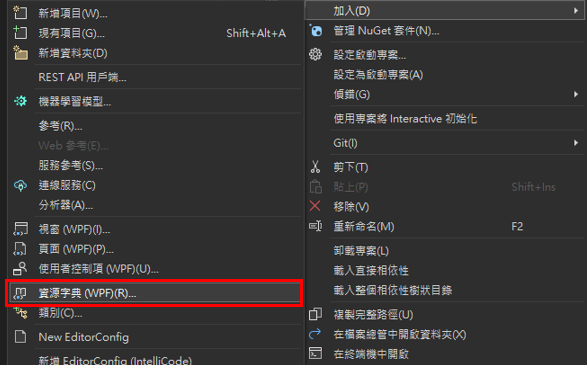 新增項目(W)...
現有項目(G)... Shift+Alt+A
新增資料夾(D)
REST API 用戶端...
機器學習模型...
參考(R)...
Web 參考(E)...
服務參考(S)...
連線服務(C)
分析器(A)...
視窗 (WPF)(I)...
頁面 (WPF)(P)...
使用者控制項 (WPF)(U)...
資源字典 (WPF)(R)...
類別(C)...
New EditorConfig
新增 EditorConfig (IntelliCode)
加入(D)
管理 NuGet 套件(N)...
設定啟動專案...
設定為啟動專案(A)
偵錯(G)
使用專案將 Interactive 初始化
Git(I)
剪下(T)
貼上(P) Shift+Ins
移除(V)
重新命名(M) F2
卸載專案(L)
載入直接相依性
載入整個相依性樹狀目錄
複製完整路徑(U)
在檔案總管中開啟資料夾(X)
在終端機中開啟